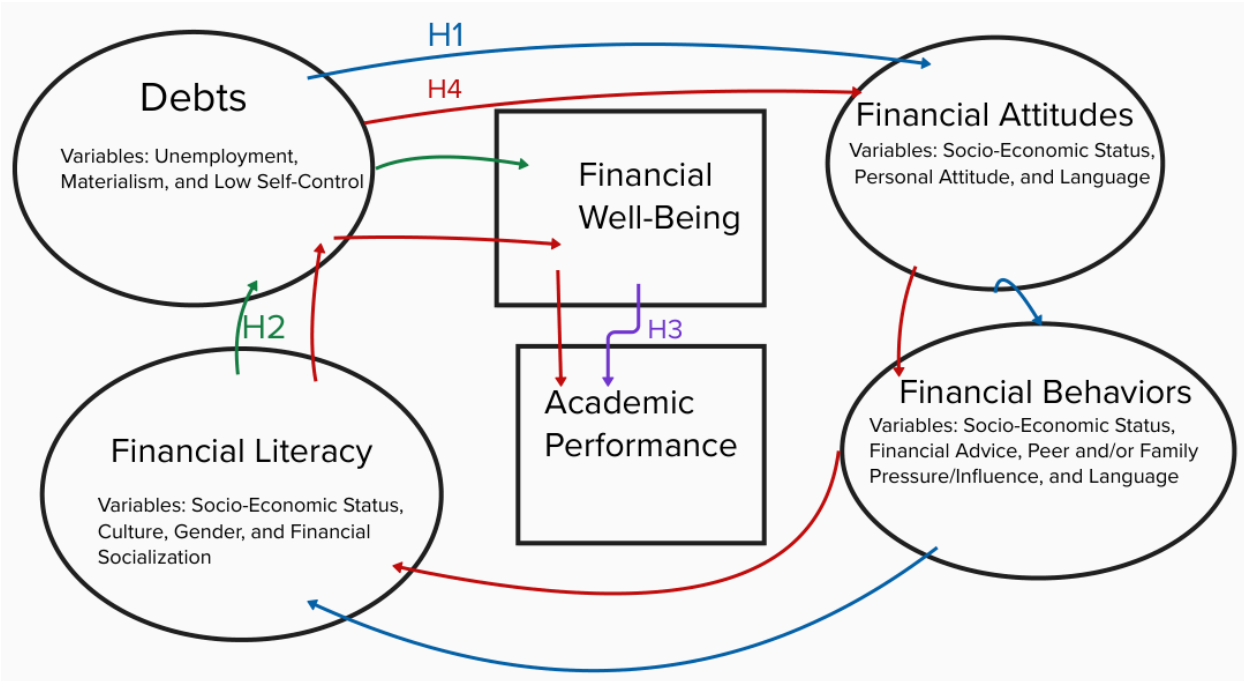 H1
H4
Debts
Variables: Unemployment,
Materialism, and Low Self-Control
Financial
Well-Being
Financial Attitudes
Variables: Socio-Economic Status,
Personal Attitude, and Language
H2
H3
Financial Literacy
Variables: Socio-Economic Status,
Culture, Gender, and Financial
Socialization
Academic
Performance
Financial Behaviors
Variables: Socio-Economic Status,
Financial Advice, Peer and/or Family
Pressure/Influence, and Language